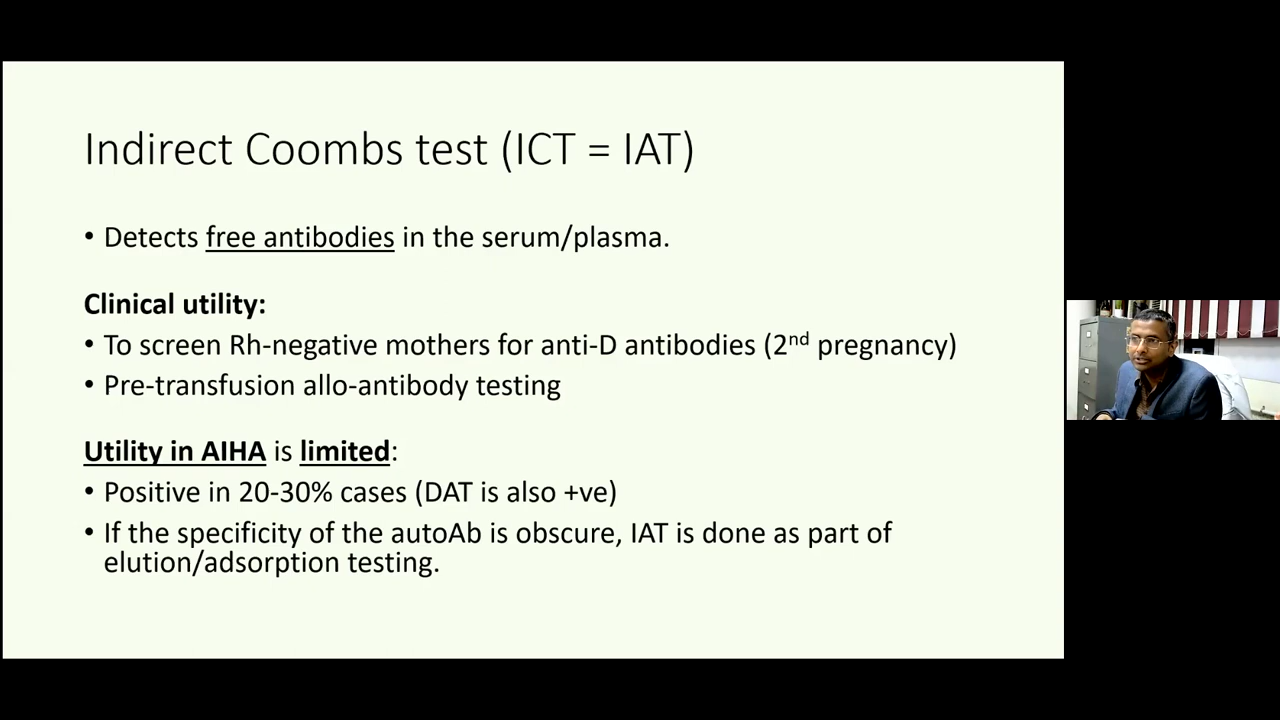 Indirect Coombs test (ICT = IAT)
• Detects free antibodies in the serum/plasma.
Clinical utility:
• To screen Rh-negative mothers for anti-D antibodies (2nd pregnancy)
• Pre-transfusion allo-antibody testing
Utility in AIHA is limited:
• Positive in 20-30% cases (DAT is also +ve)
• If the specificity of the autoAb is obscure, IAT is done as part of
elution/adsorption testing.